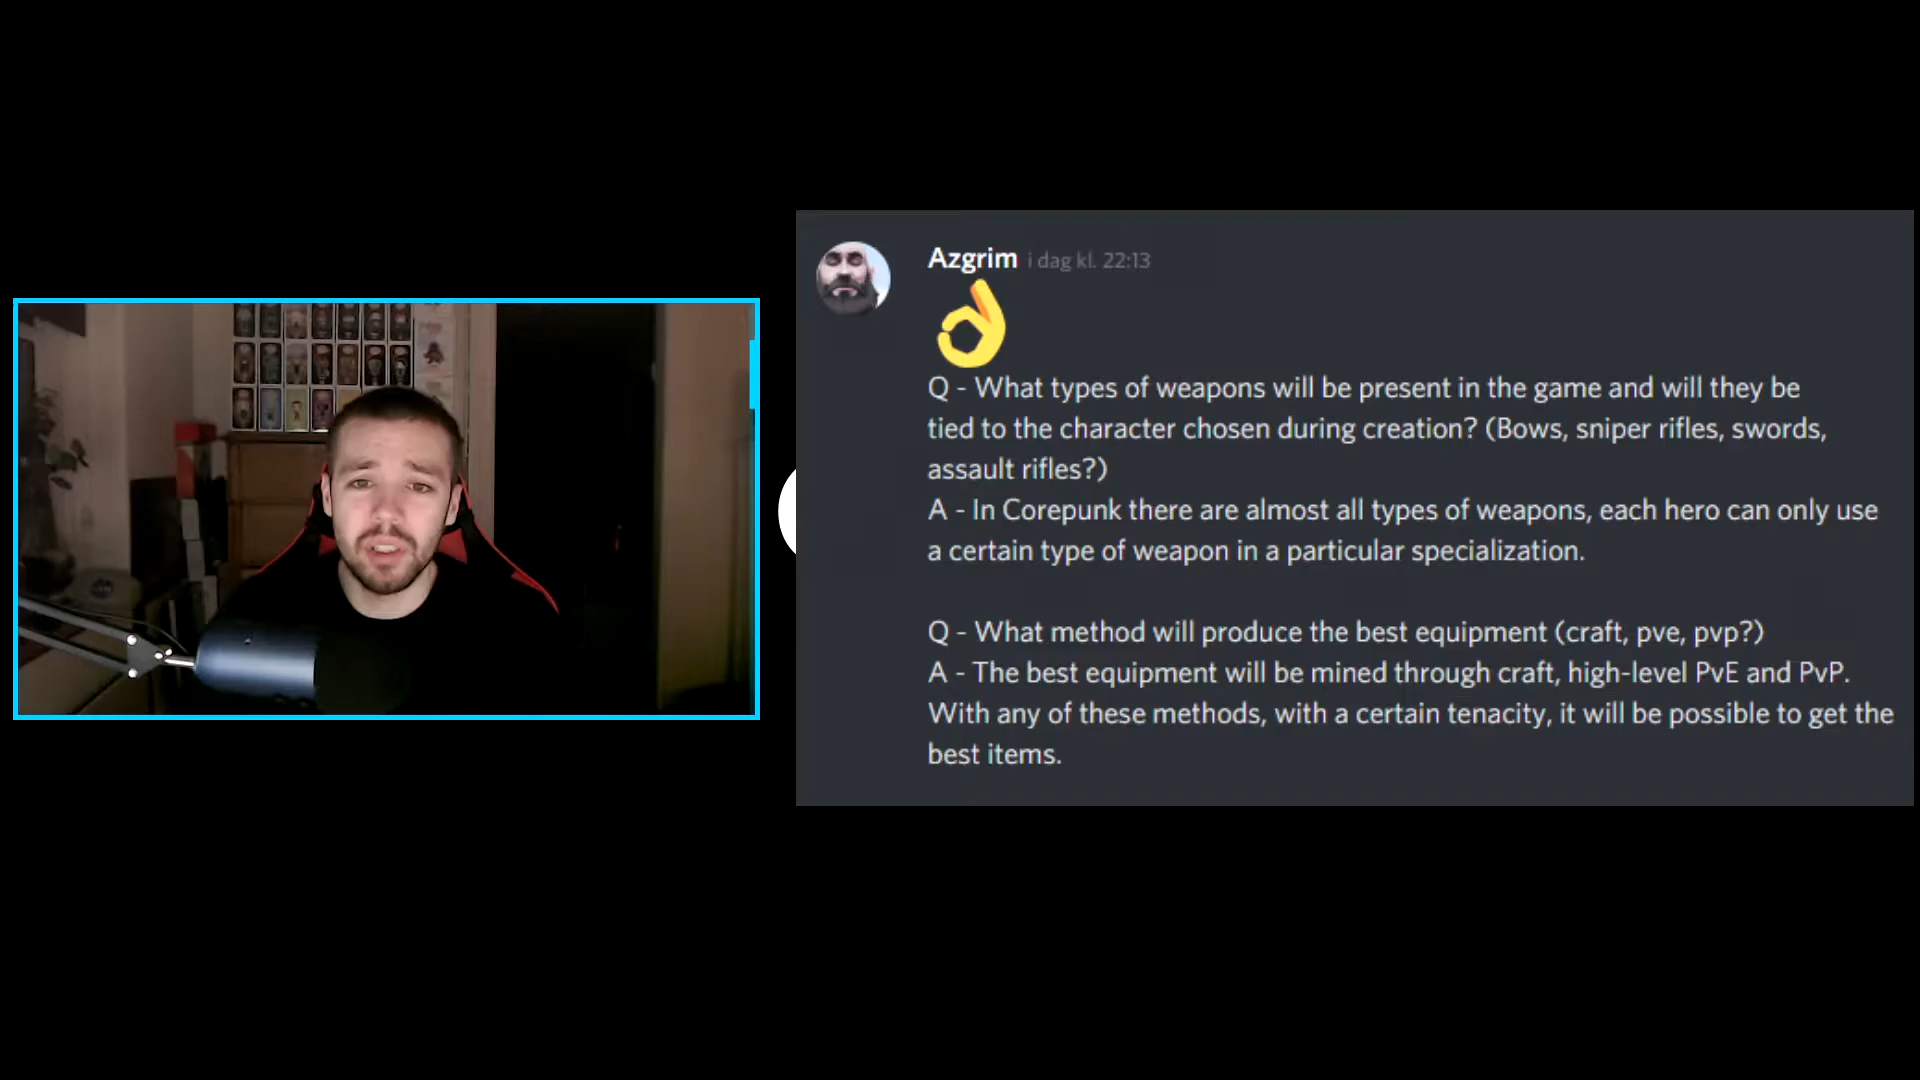 Azgrim i dag kl. 22:13
Q - What types of weapons will be present in the game and will they be
tied to the character chosen during creation? (Bows, sniper rifles, swords,
assault rifles?)
A - In Corepunk there are almost all types of weapons, each hero can only use
a certain type of weapon in a particular specialization.
Q - What method will produce the best equipment (craft, pve, pvp?)
A - The best equipment will be mined through craft, high-level PvE and PvP.
With any of these methods, with a certain tenacity, it will be possible to get the
best items.